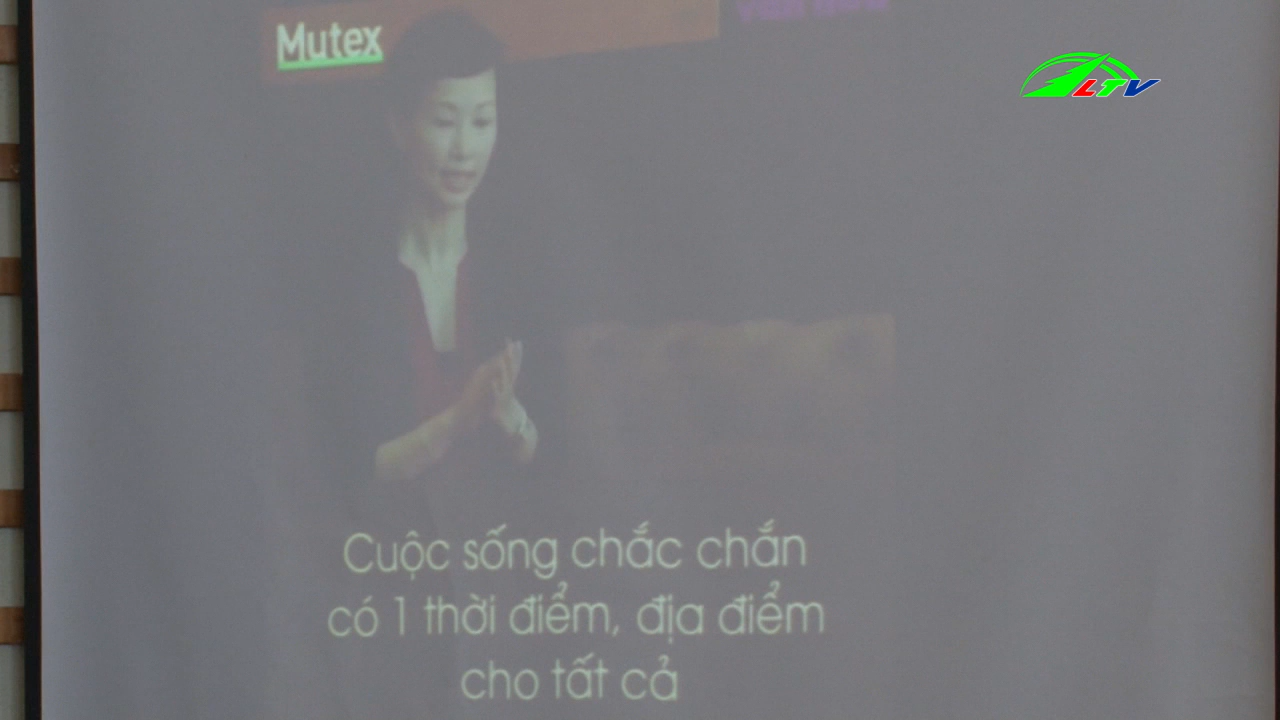 Mutex
LTV
Cuộc sống chắc chắn
có 1 thời điểm, địa điểm
cho tất cả